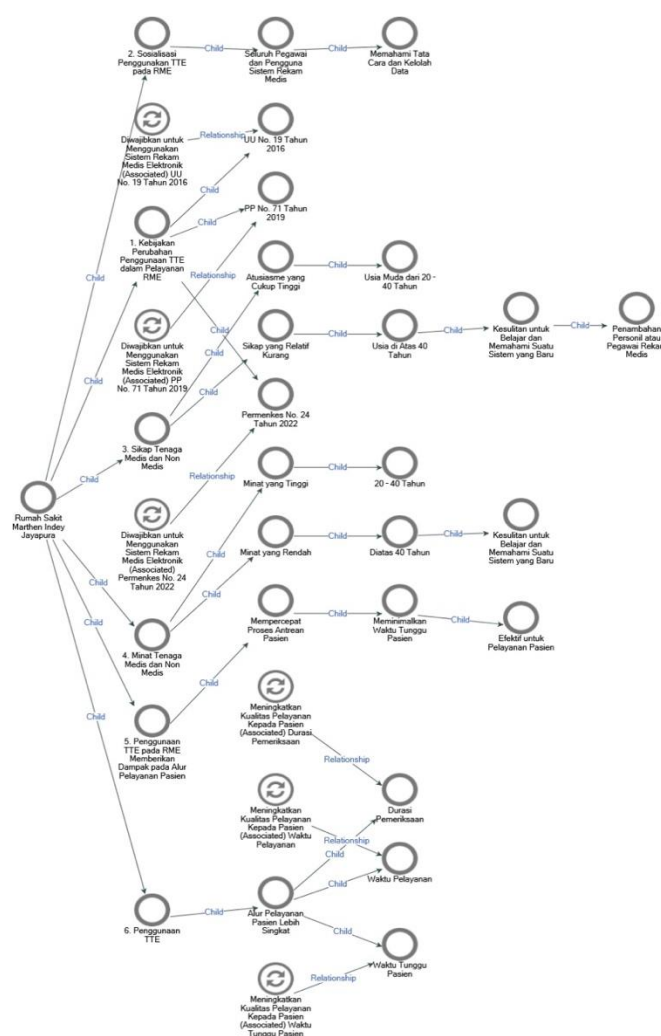 2. Sosialisasi
Penggunakan TTE
pada RME
Child
Seluruh Pegawai
dan Pengguna
Sistem Rekam
Medis
Child
Memahami Tata
Cara dan Kelolah
Data
Diwajibkan untuk
Menggunakan
Sistem Rekam
Medis Elektronik
(Associated) UU
No. 19 Tahun 2016
Relationship
UU No. 19 Tahun
2016
Child
1. Kebijakan
Perubahan
Penggunaan TTE
dalam Pelayanan
RME
Child
PP No. 71 Tahun
2019
Child
Relationship
Atusiasme yang
Cukup Tinggi
Child
Usia Muda dari 20 -
40 Tahun
Diwajibkan untuk
Menggunakan
Sistem Rekam
Medis Elektronik
(Associated) PP
No. 71 Tahun 2019
Child
Child
Child
Sikap yang Relatif
Kurang
Child
Usia di Atas 40
Tahun
Child
Kesulitan untuk
Belajar dan
Memahami Suatu
Sistem yang Baru
Child
Penambahan
Personil atau
Pegawai Rekam
Medis
Child
3. Sikap Tenaga
Medis dan Non
Medis
Child
Permenkes No. 24
Tahun 2022
Relationship
Rumah Sakit
Marthen Indey
Jayapura
Child
Diwajibkan untuk
Menggunakan
Sistem Rekam
Medis Elektronik
(Associated)
Permenkes No. 24
Tahun 2022
Minat yang Tinggi
Child
20 - 40 Tahun
Child
Minat yang Rendah
Child
Diatas 40 Tahun
Child
Kesulitan untuk
Belajar dan
Memahami Suatu
Sistem yang Baru
Child
Child
4. Minat Tenaga
Medis dan Non
Medis
Child
Mempercepat
Proses Antrean
Pasien
Child
Meminimalkan
Waktu Tunggu
Pasien
Child
Efektif untuk
Pelayanan Pasien
Child
5. Penggunaan
TTE pada RME
Memberikan
Dampak pada Alur
Pelayanan Pasien
Child
Meningkatkan
Kualitas Pelayanan
Kepada Pasien
(Associated) Durasi
Pemeriksaan
Relationship
Durasi
Pemeriksaan
Child
Meningkatkan
Kualitas Pelayanan
Kepada Pasien
(Associated) Waktu
Pelayanan
Relationship
Child
Waktu Pelayanan
Child
6. Penggunaan
TTE
Child
Alur Pelayanan
Pasien Lebih
Singkat
Child
Waktu Tunggu
Pasien
Relationship
Meningkatkan
Kualitas Pelayanan
Kepada Pasien
(Associated) Waktu
Tunggu Pasien